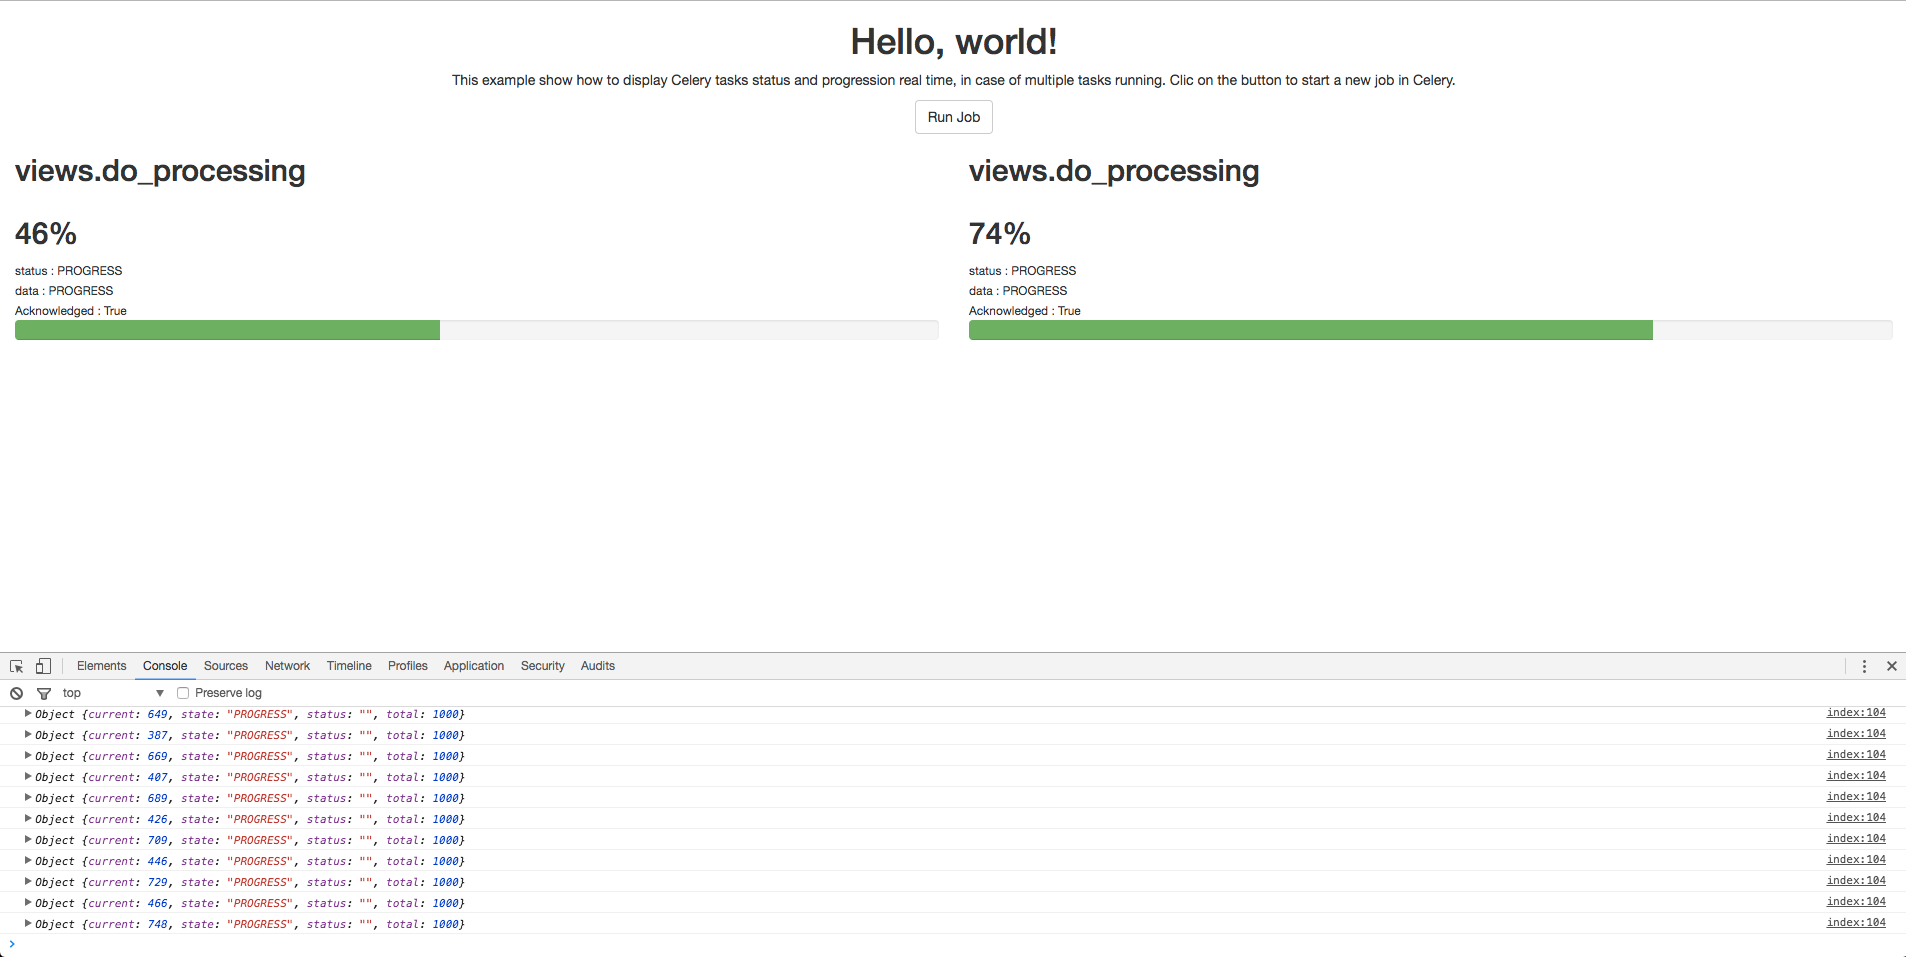 Hello, world!
This example show how to display Celery tasks status and progression real time, in case of multiple tasks running. Clic on the button to start a new job in Celery.
Run Job
views.do_processing
46%
status : PROGRESS
data : PROGRESS
Acknowledged : True
views.do_processing
74%
status : PROGRESS
data : PROGRESS
Acknowledged : True
Elements Console Sources Network Timeline Profiles Application Security Audits
top Preserve log
Object {current: 649, state: "PROGRESS", status: "", total: 1000} index:104
Object {current: 387, state: "PROGRESS", status: "", total: 1000} index:104
Object {current: 669, state: "PROGRESS", status: "", total: 1000} index:104
Object {current: 407, state: "PROGRESS", status: "", total: 1000} index:104
Object {current: 689, state: "PROGRESS", status: "", total: 1000} index:104
Object {current: 426, state: "PROGRESS", status: "", total: 1000} index:104
Object {current: 709, state: "PROGRESS", status: "", total: 1000} index:104
Object {current: 446, state: "PROGRESS", status: "", total: 1000} index:104
Object {current: 729, state: "PROGRESS", status: "", total: 1000} index:104
Object {current: 466, state: "PROGRESS", status: "", total: 1000} index:104
Object {current: 748, state: "PROGRESS", status: "", total: 1000} index:104